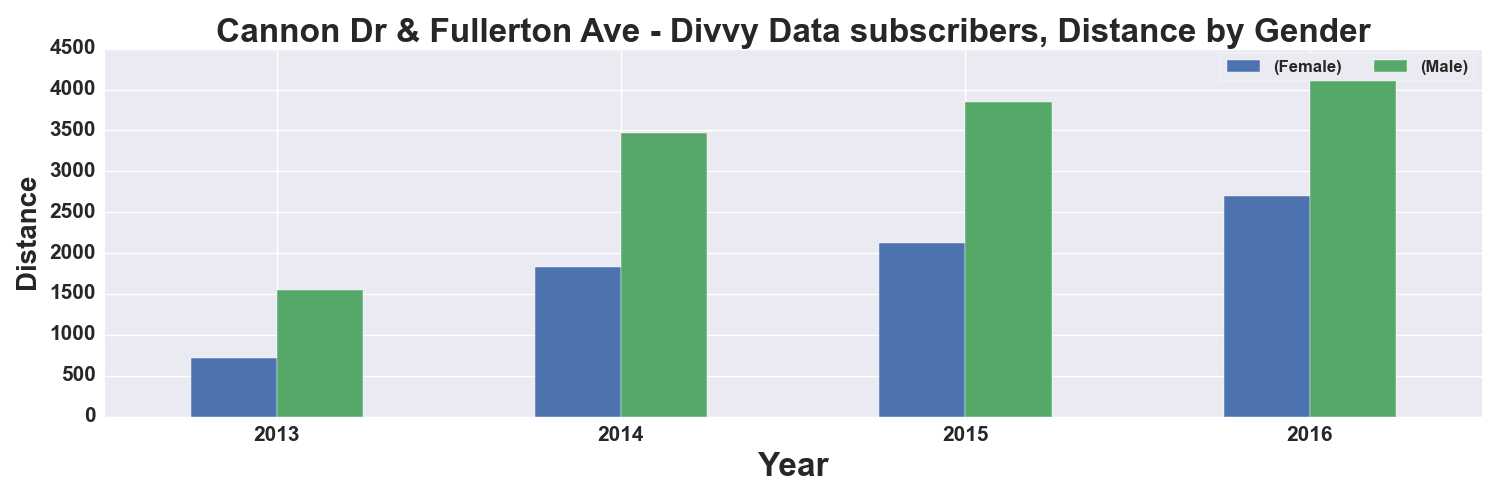 Cannon Dr & Fullerton Ave - Divvy Data subscribers, Distance by Gender
(Female) (Male)
4500
4000
3500
3000
2500
2000
1500
1000
500
0
Distance
2013 2014 2015 2016
Year